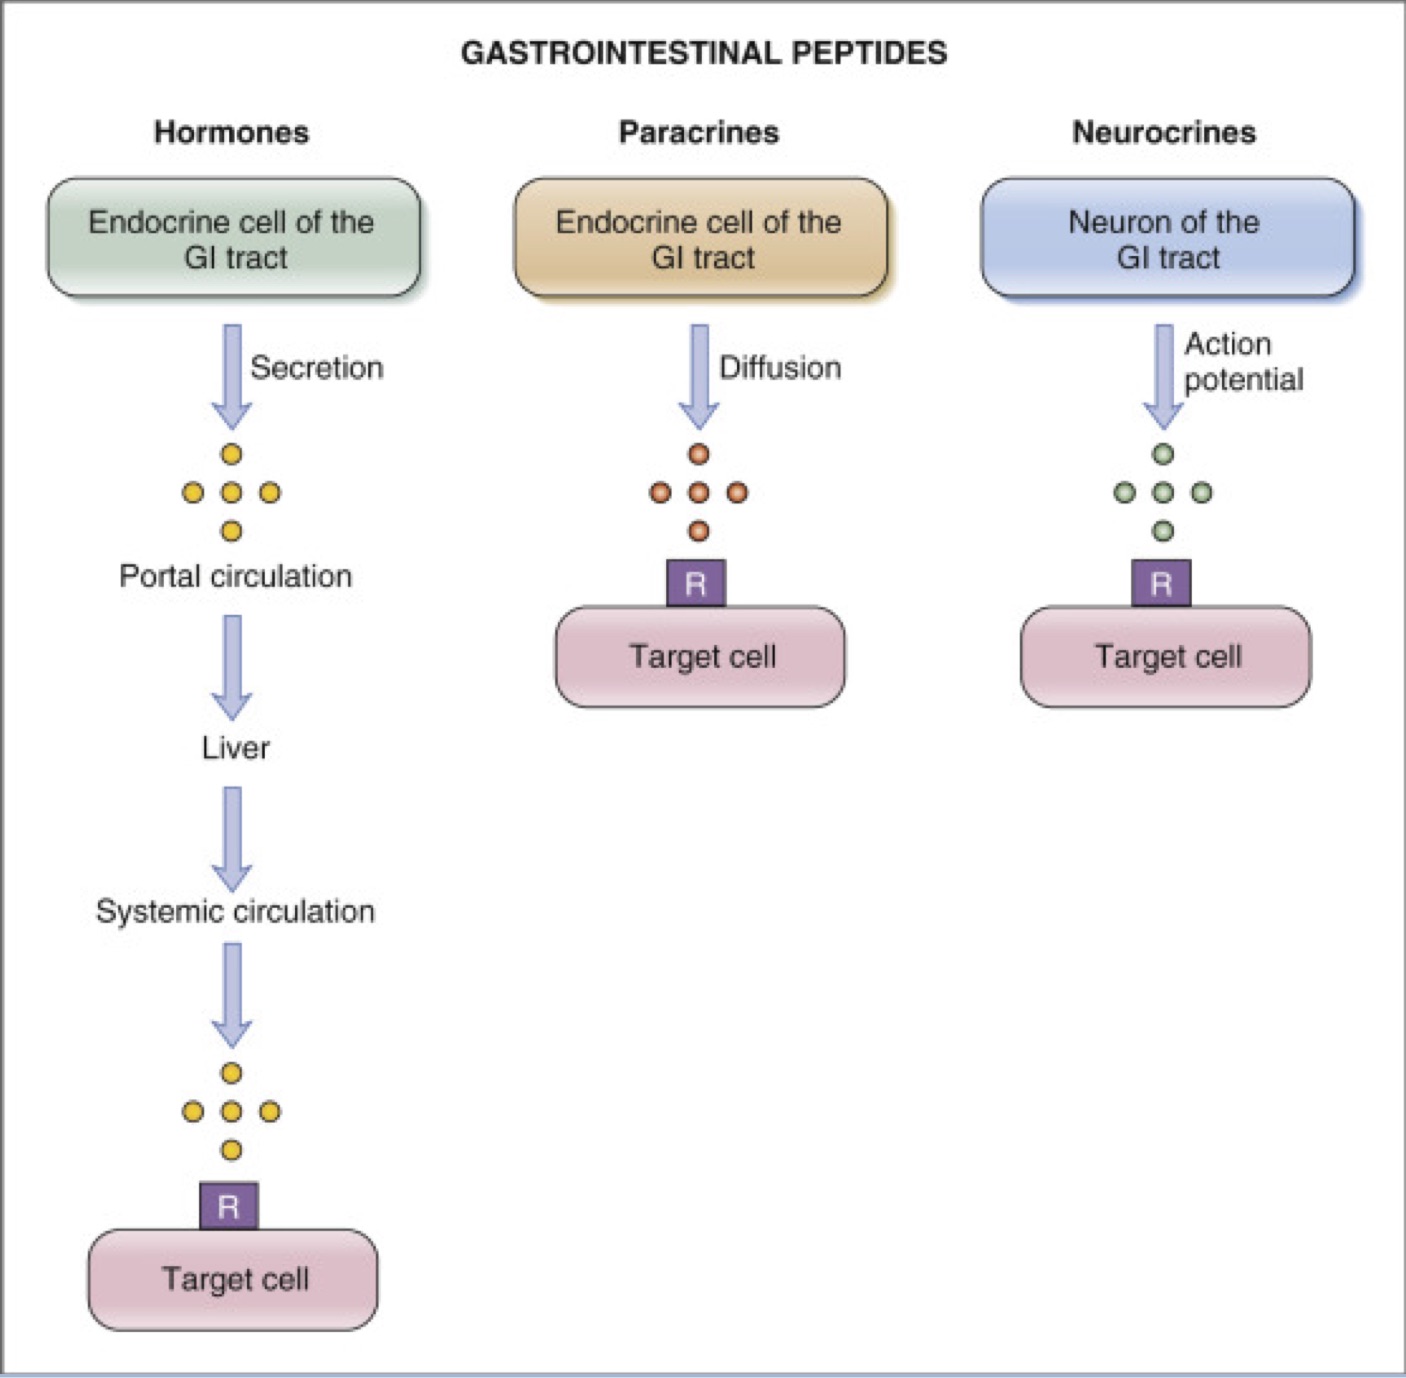 GASTROINTESTINAL PEPTIDES
Hormones
Endocrine cell of the
GI tract
Secretion
Portal circulation
Liver
Systemic circulation
R
Target cell
Paracrines
Endocrine cell of the
GI tract
Diffusion
R
Target cell
Neurocrines
Neuron of the
GI tract
Action
potential
R
Target cell